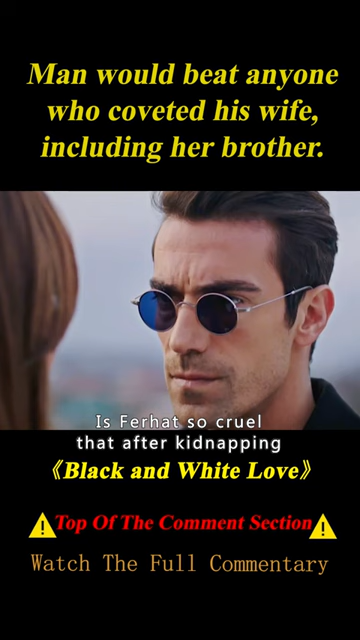 Man would beat anyone
who coveted his wife,
including her brother.
Is Ferhat so cruel
that after kidnapping
《Black and White Love》
Top Of The Comment Section
Watch The Full Commentary